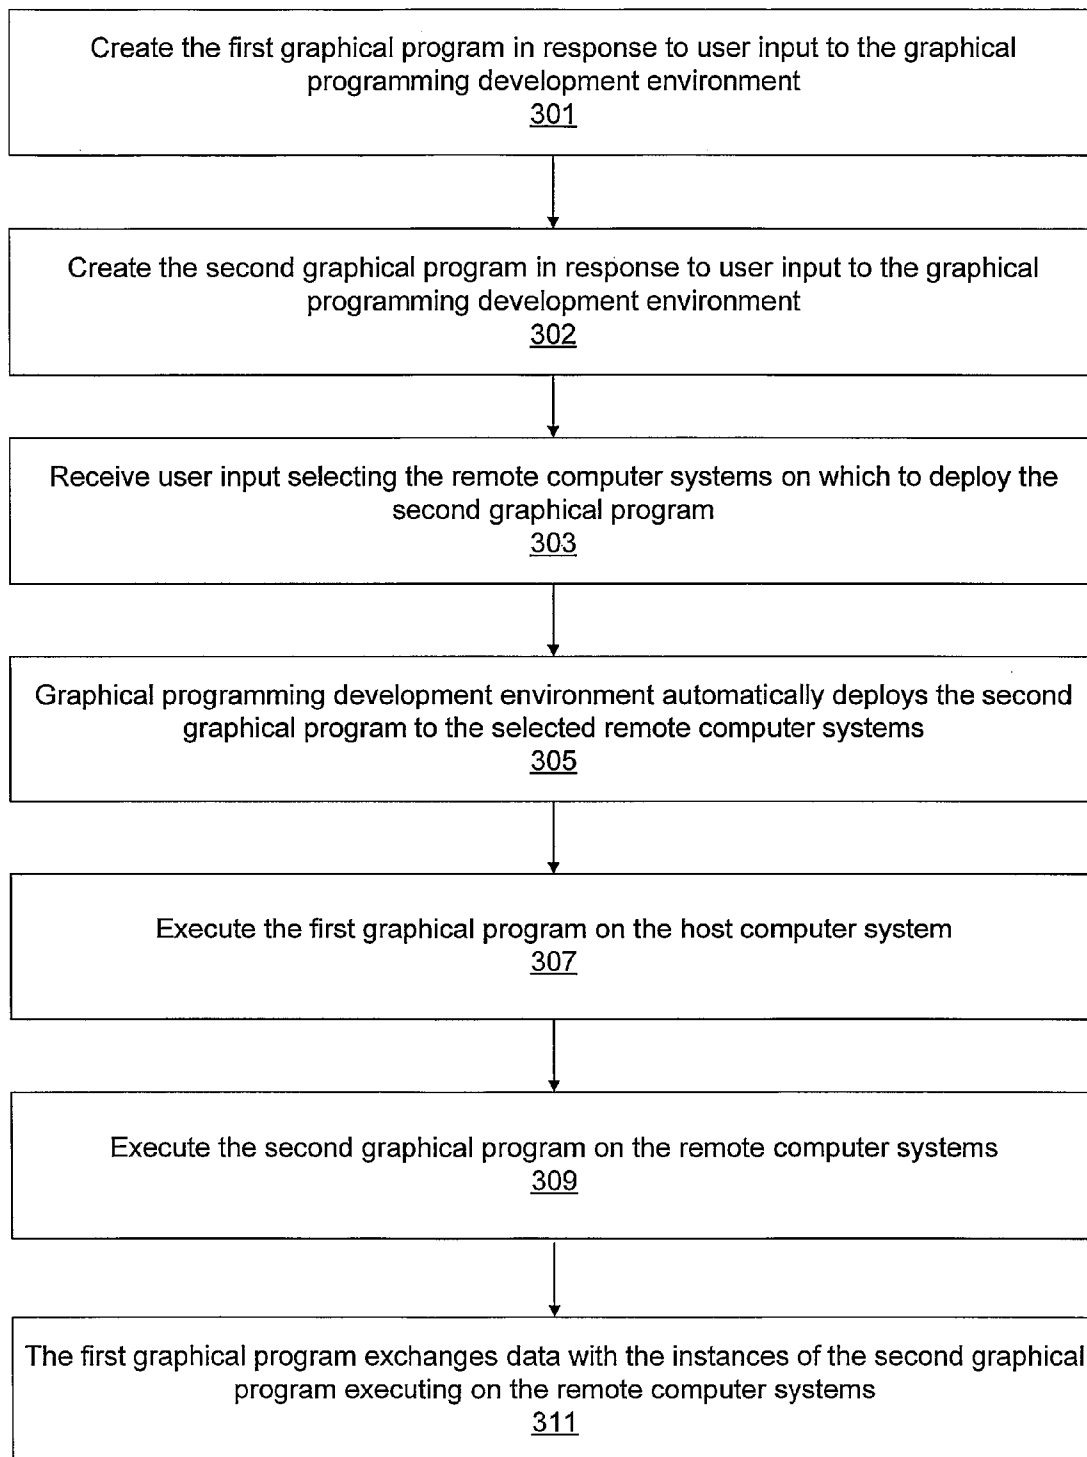 Create the first graphical program in response to user input to the graphical
programming development environment
301
Create the second graphical program in response to user input to the graphical
programming development environment
302
Receive user input selecting the remote computer systems on which to deploy the
second graphical program
303
Graphical programming development environment automatically deploys the second
graphical program to the selected remote computer systems
305
Execute the first graphical program on the host computer system
307
Execute the second graphical program on the remote computer systems
309
The first graphical program exchanges data with the instances of the second graphical
program executing on the remote computer systems
311